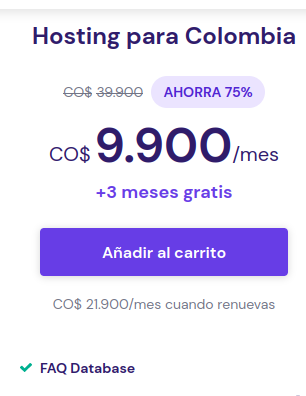 Hosting para Colombia
CO$ 39.900 AHORRA 75%
CO$ 9.900/mes
+3 meses gratis
Añadir al carrito
CO$ 21.900/mes cuando renuevas
FAQ Database